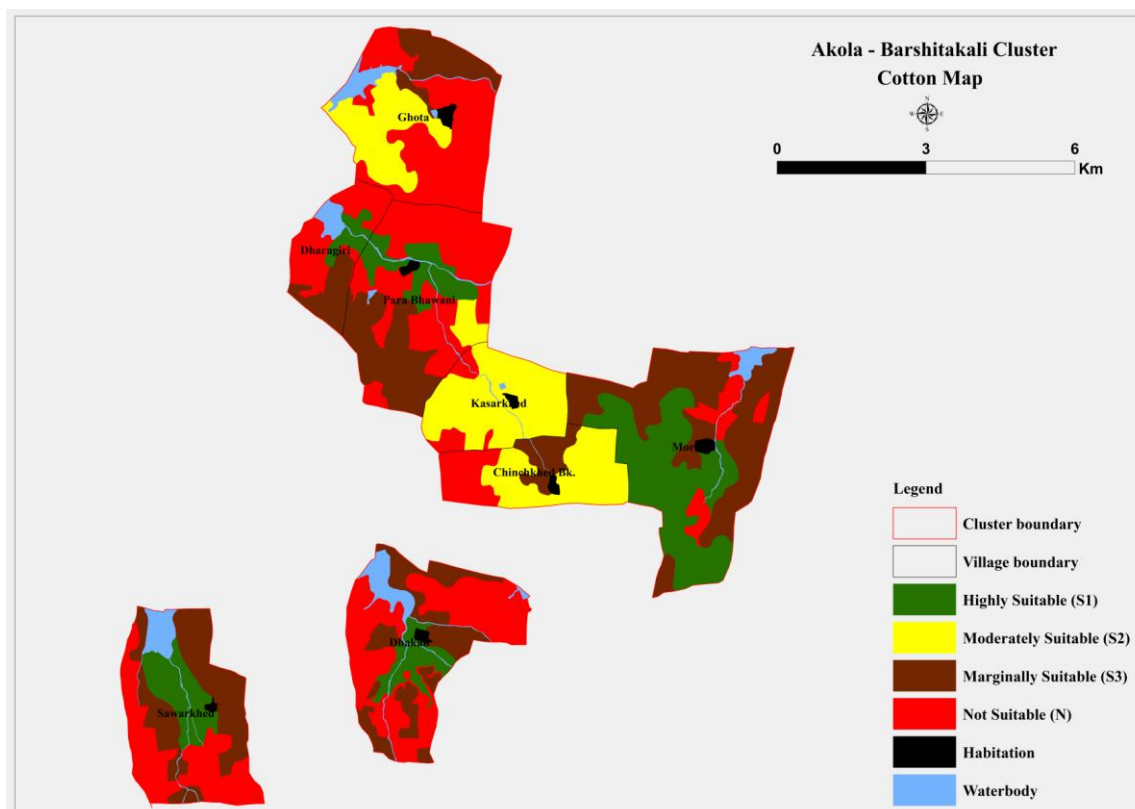 Akola - Barshitakali Cluster
Cotton Map
N
W E
S
0 3 6
Km
Ghota
Dharagiri
Para Bhawani
Kasarkhed
Mor
Chinchkhed Bk.
Sawarkhed
Legend
Cluster boundary
Village boundary
Highly Suitable (S1)
Moderately Suitable (S2)
Marginally Suitable (S3)
Not Suitable (N)
Habitation
Waterbody